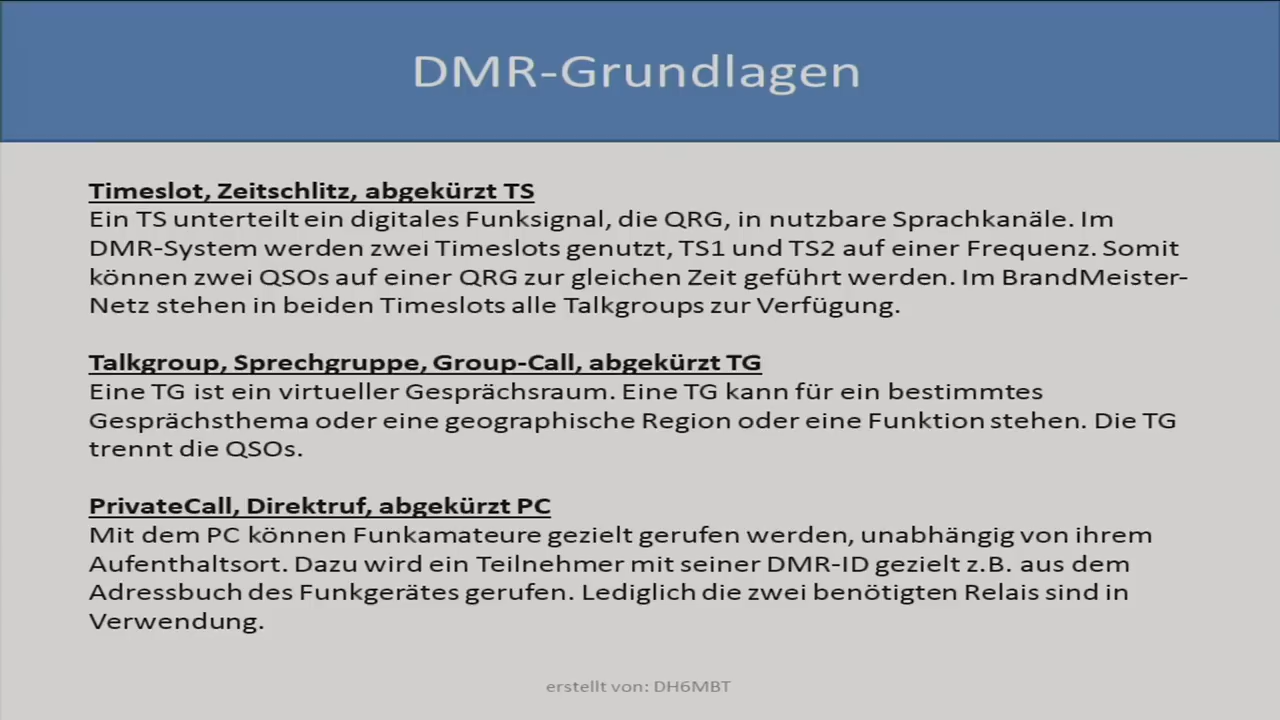 DMR-Grundlagen
Timeslot, Zeitschlitz, abgekürzt TS
Ein TS unterteilt ein digitales Funksignal, die QRG, in nutzbare Sprachkanäle. Im
DMR-System werden zwei Timeslots genutzt, TS1 und TS2 auf einer Frequenz. Somit
können zwei QSOs auf einer QRG zur gleichen Zeit geführt werden. Im BrandMeister-
Netz stehen in beiden Timeslots alle Talkgroups zur Verfügung.
Talkgroup, Sprechgruppe, Group-Call, abgekürzt TG
Eine TG ist ein virtueller Gesprächsraum. Eine TG kann für ein bestimmtes
Gesprächsthema oder eine geographische Region oder eine Funktion stehen. Die TG
trennt die QSOs.
PrivateCall, Direktruf, abgekürzt PC
Mit dem PC können Funkamateure gezielt gerufen werden, unabhängig von ihrem
Aufenthaltsort. Dazu wird ein Teilnehmer mit seiner DMR-ID gezielt z.B. aus dem
Adressbuch des Funkgerätes gerufen. Lediglich die zwei benötigten Relais sind in
Verwendung.
erstellt von: DH6MBT